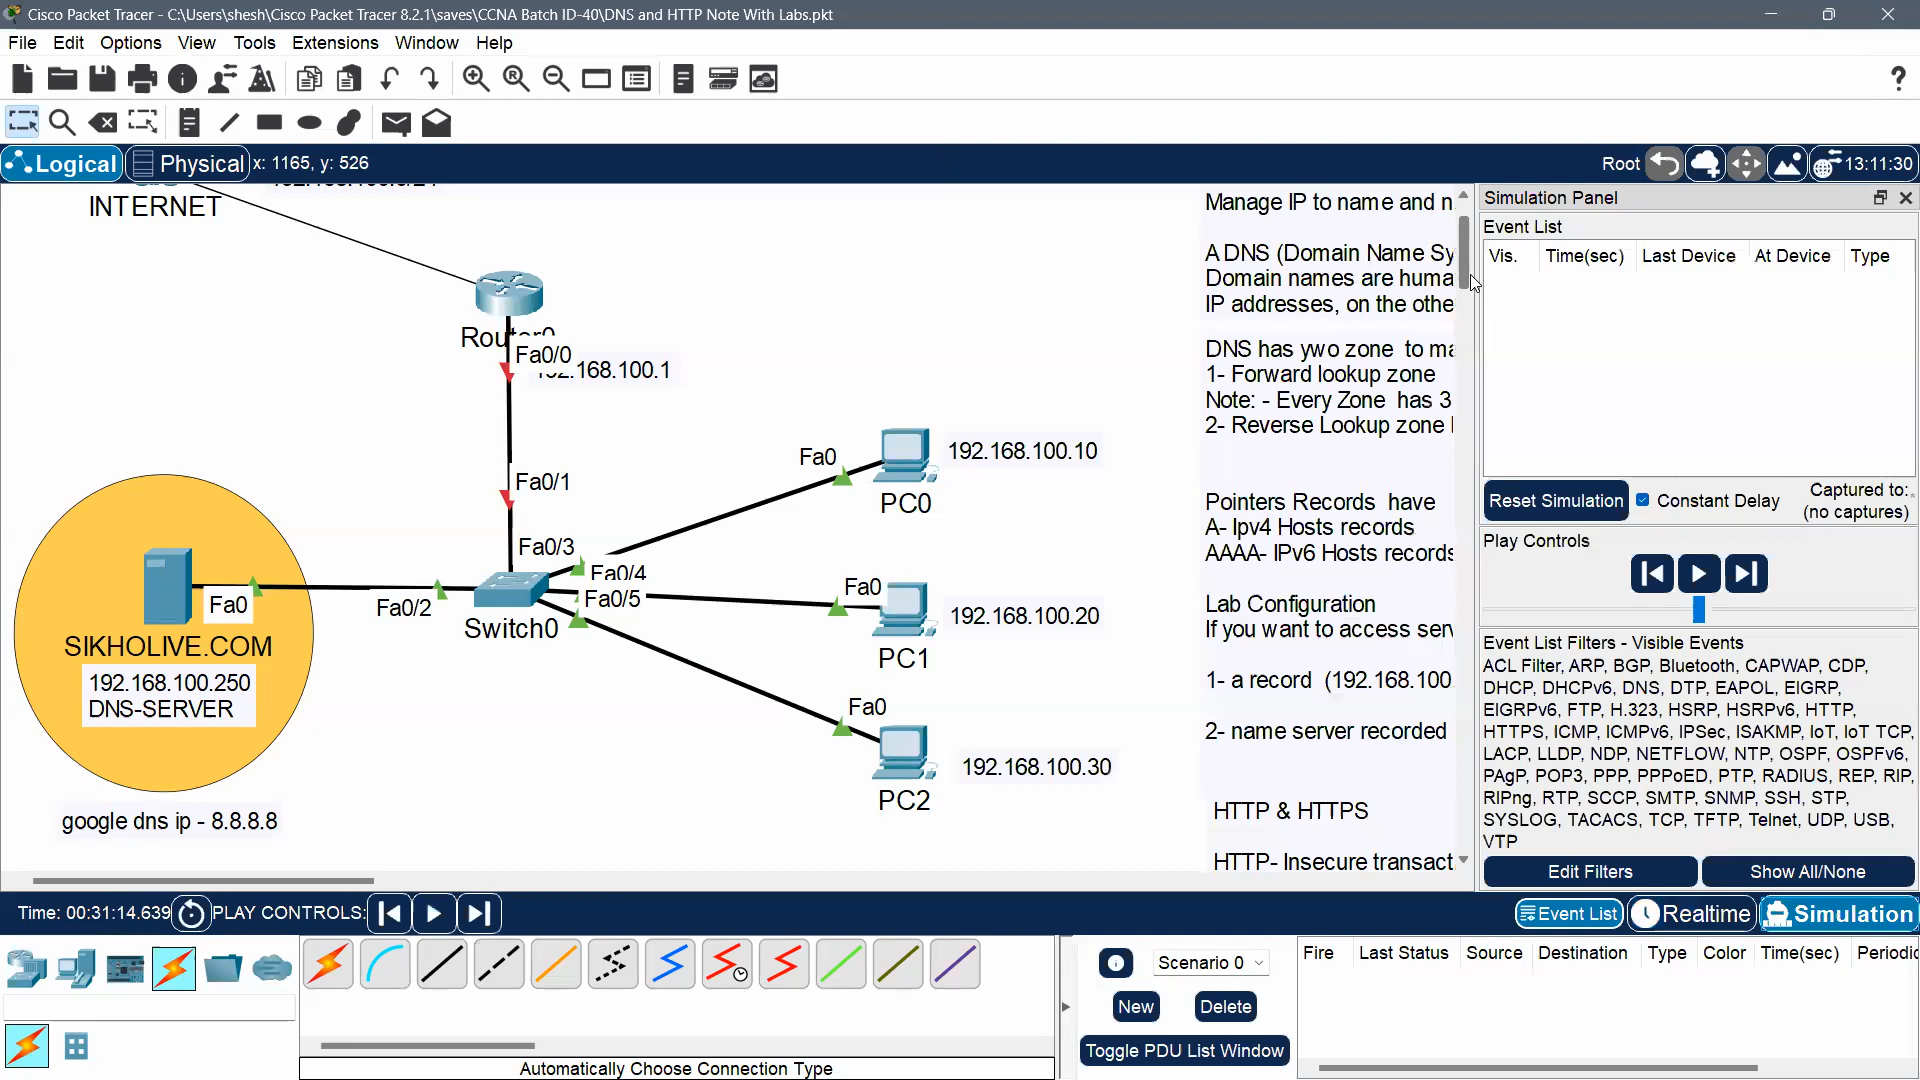 Cisco Packet Tracer - C:\Users\shesh\Cisco Packet Tracer 8.2.1\saves\CCNA Batch ID-40\DNS and HTTP Note With Labs.pkt
File Edit Options View Tools Extensions Window Help
Logical Physical x: 1165, y: 526 Root 13:11:30
INTERNET
Router0
Fa0/0
192.168.100.1
Fa0/1
Fa0/3
Fa0/4
Fa0/5
Fa0/2
Switch0
Fa0
SIKHOLIVE.COM
192.168.100.250
DNS-SERVER
google dns ip - 8.8.8.8
Fa0
192.168.100.10
PC0
Fa0
192.168.100.20
PC1
Fa0
192.168.100.30
PC2
Manage IP to name and n
A DNS (Domain Name Sy
Domain names are huma
IP addresses, on the othe
DNS has ywo zone to ma
1- Forward lookup zone
Note: - Every Zone has 3
2- Reverse Lookup zone
Pointers Records have
A- Ipv4 Hosts records
AAAA- IPv6 Hosts records
Lab Configuration
If you want to access serv
1- a record (192.168.100.
2- name server recorded
HTTP & HTTPS
HTTP- Insecure transact
Simulation Panel
Event List
Vis. Time(sec) Last Device At Device Type
Reset Simulation Constant Delay
Captured to:
(no captures)
Play Controls
Event List Filters - Visible Events
ACL Filter, ARP, BGP, Bluetooth, CAPWAP, CDP,
DHCP, DHCPv6, DNS, DTP, EAPOL, EIGRP,
EIGRPv6, FTP, H.323, HSRP, HSRPv6, HTTP,
HTTPS, ICMP, ICMPv6, IPSec, ISAKMP, IoT, IoT TCP,
LACP, LLDP, NDP, NETFLOW, NTP, OSPF, OSPFv6,
PAgP, POP3, PPP, PPPoED, PTP, RADIUS, REP, RIP,
RIPng, RTP, SCCP, SMTP, SNMP, SSH, STP,
SYSLOG, TACACS, TCP, TFTP, Telnet, UDP, USB,
VTP
Edit Filters Show All/None
Time: 00:31:14.639 PLAY CONTROLS: Event List Realtime Simulation
Scenario 0
New Delete
Toggle PDU List Window
Fire Last Status Source Destination Type Color Time(sec) Periodic
Automatically Choose Connection Type